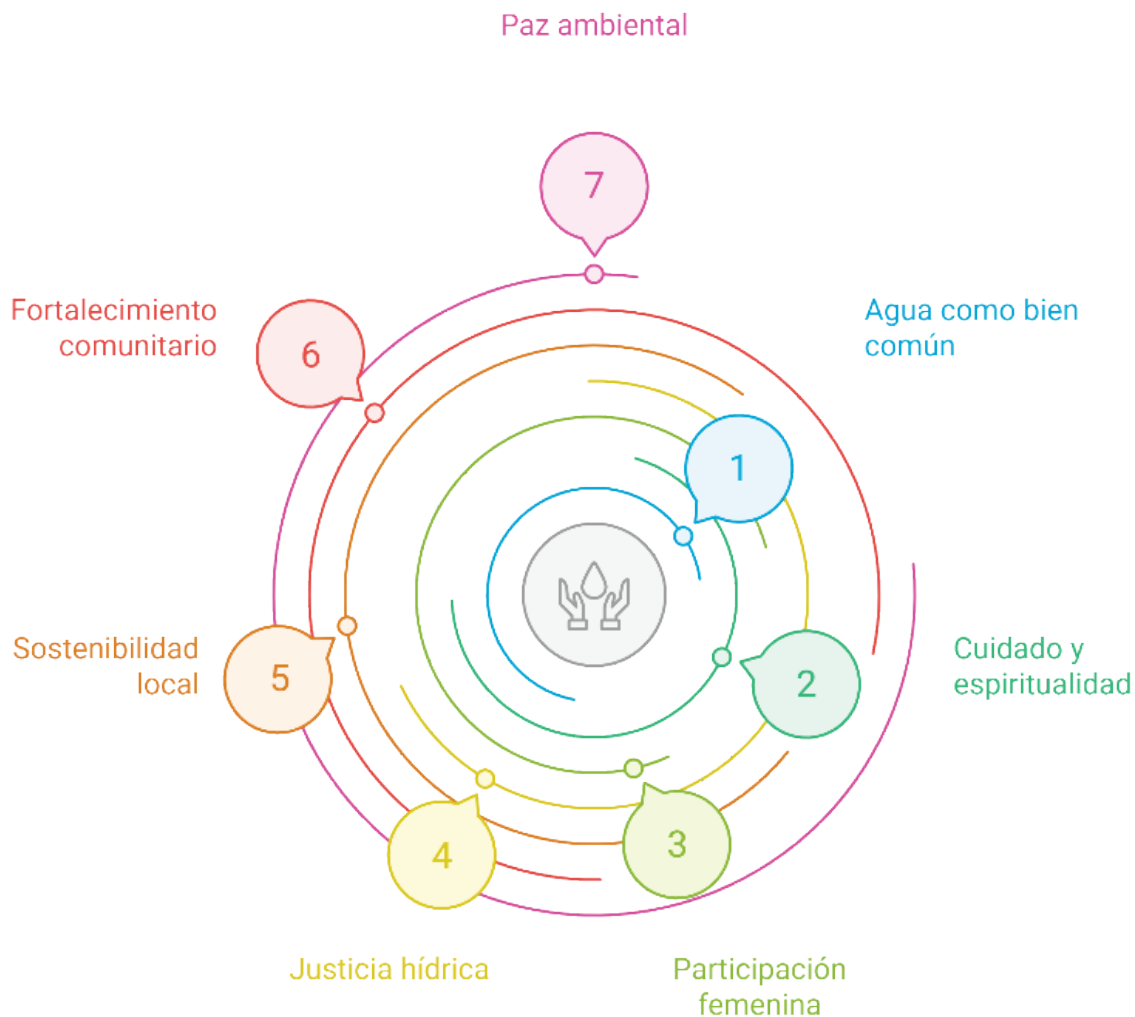 Paz ambiental
7
Fortalecimiento
comunitario
6
Agua como bien
común
1
Sostenibilidad
local
5
Cuidado y
espiritualidad
2
4
3
Justicia hídrica
Participación
femenina